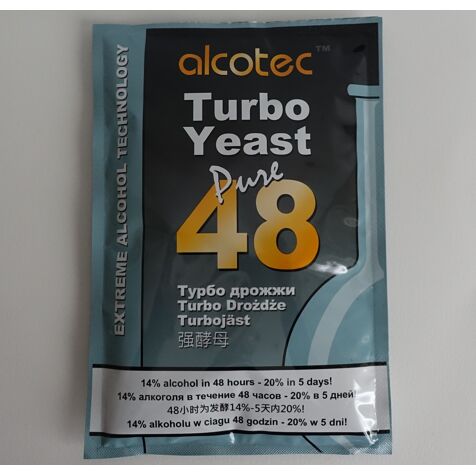 alcotec™
Turbo
Yeast
Pure
48
EXTREME ALCOHOL TECHNOLOGY
Турбо дрожжи
Turbo Drożdże
Turbojäst
强酵母
14% alcohol in 48 hours - 20% in 5 days!
14% алкоголя в течение 48 часов - 20% в 5 дней!
48小时为发酵14%-5天内20%!
14% alkoholu w ciągu 48 godzin - 20% w 5 dni!